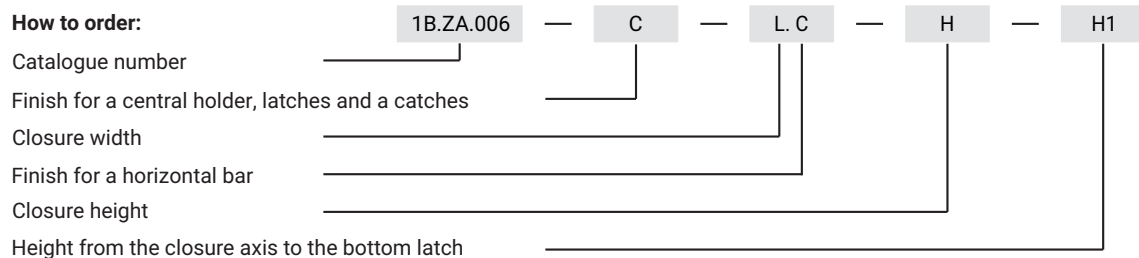 How to order: 1B.ZA.006 — C — L. C — H — H1
Catalogue number
Finish for a central holder, latches and a catches
Closure width
Finish for a horizontal bar
Closure height
Height from the closure axis to the bottom latch